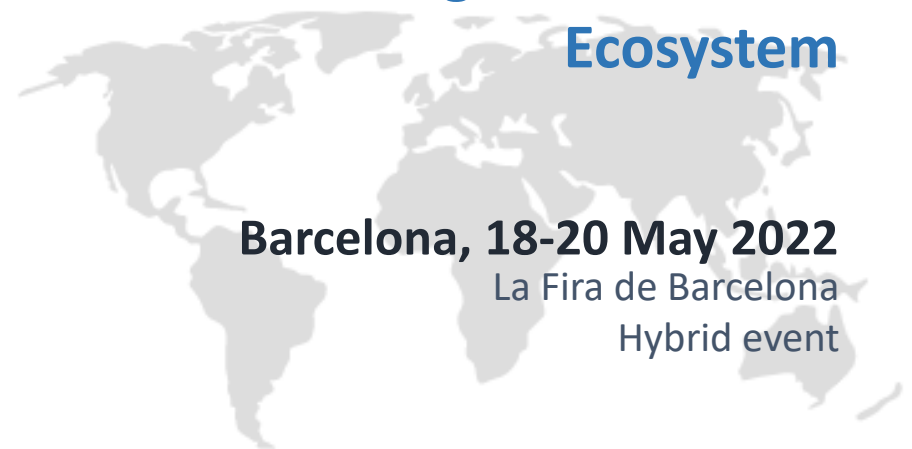 Ecosystem
Barcelona, 18-20 May 2022
La Fira de Barcelona
Hybrid event